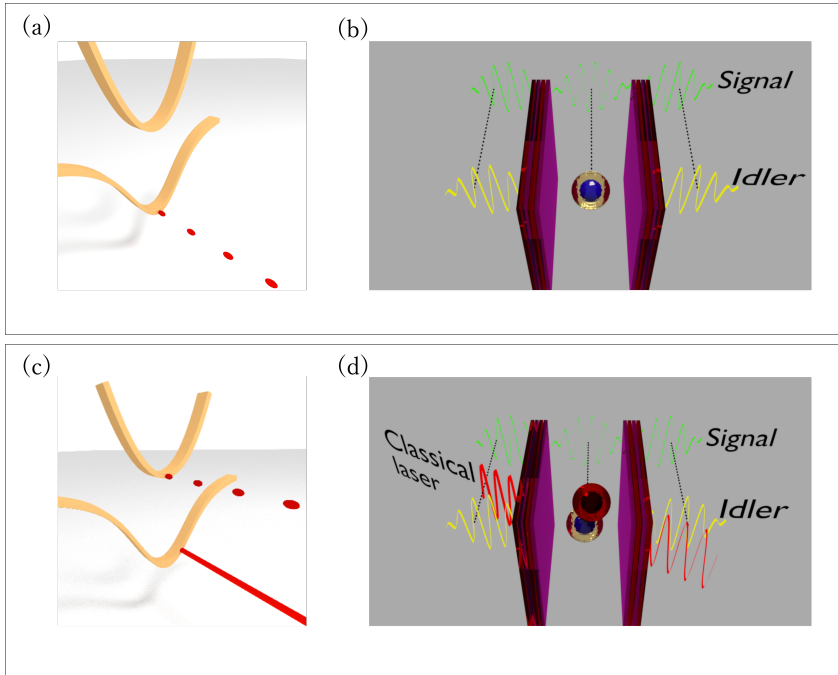 (a)
(b)
Signal
Idler
(c)
(d)
Classical
laser
Signal
Idler